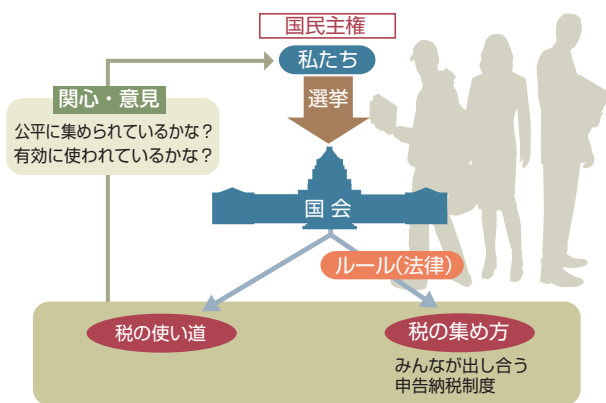 国民主権
私たち
関心・意見
公平に集められているかな？
有効に使われているかな？
選挙
国会
ルール(法律)
税の使い道
税の集め方
みんなが出し合う
申告納税制度